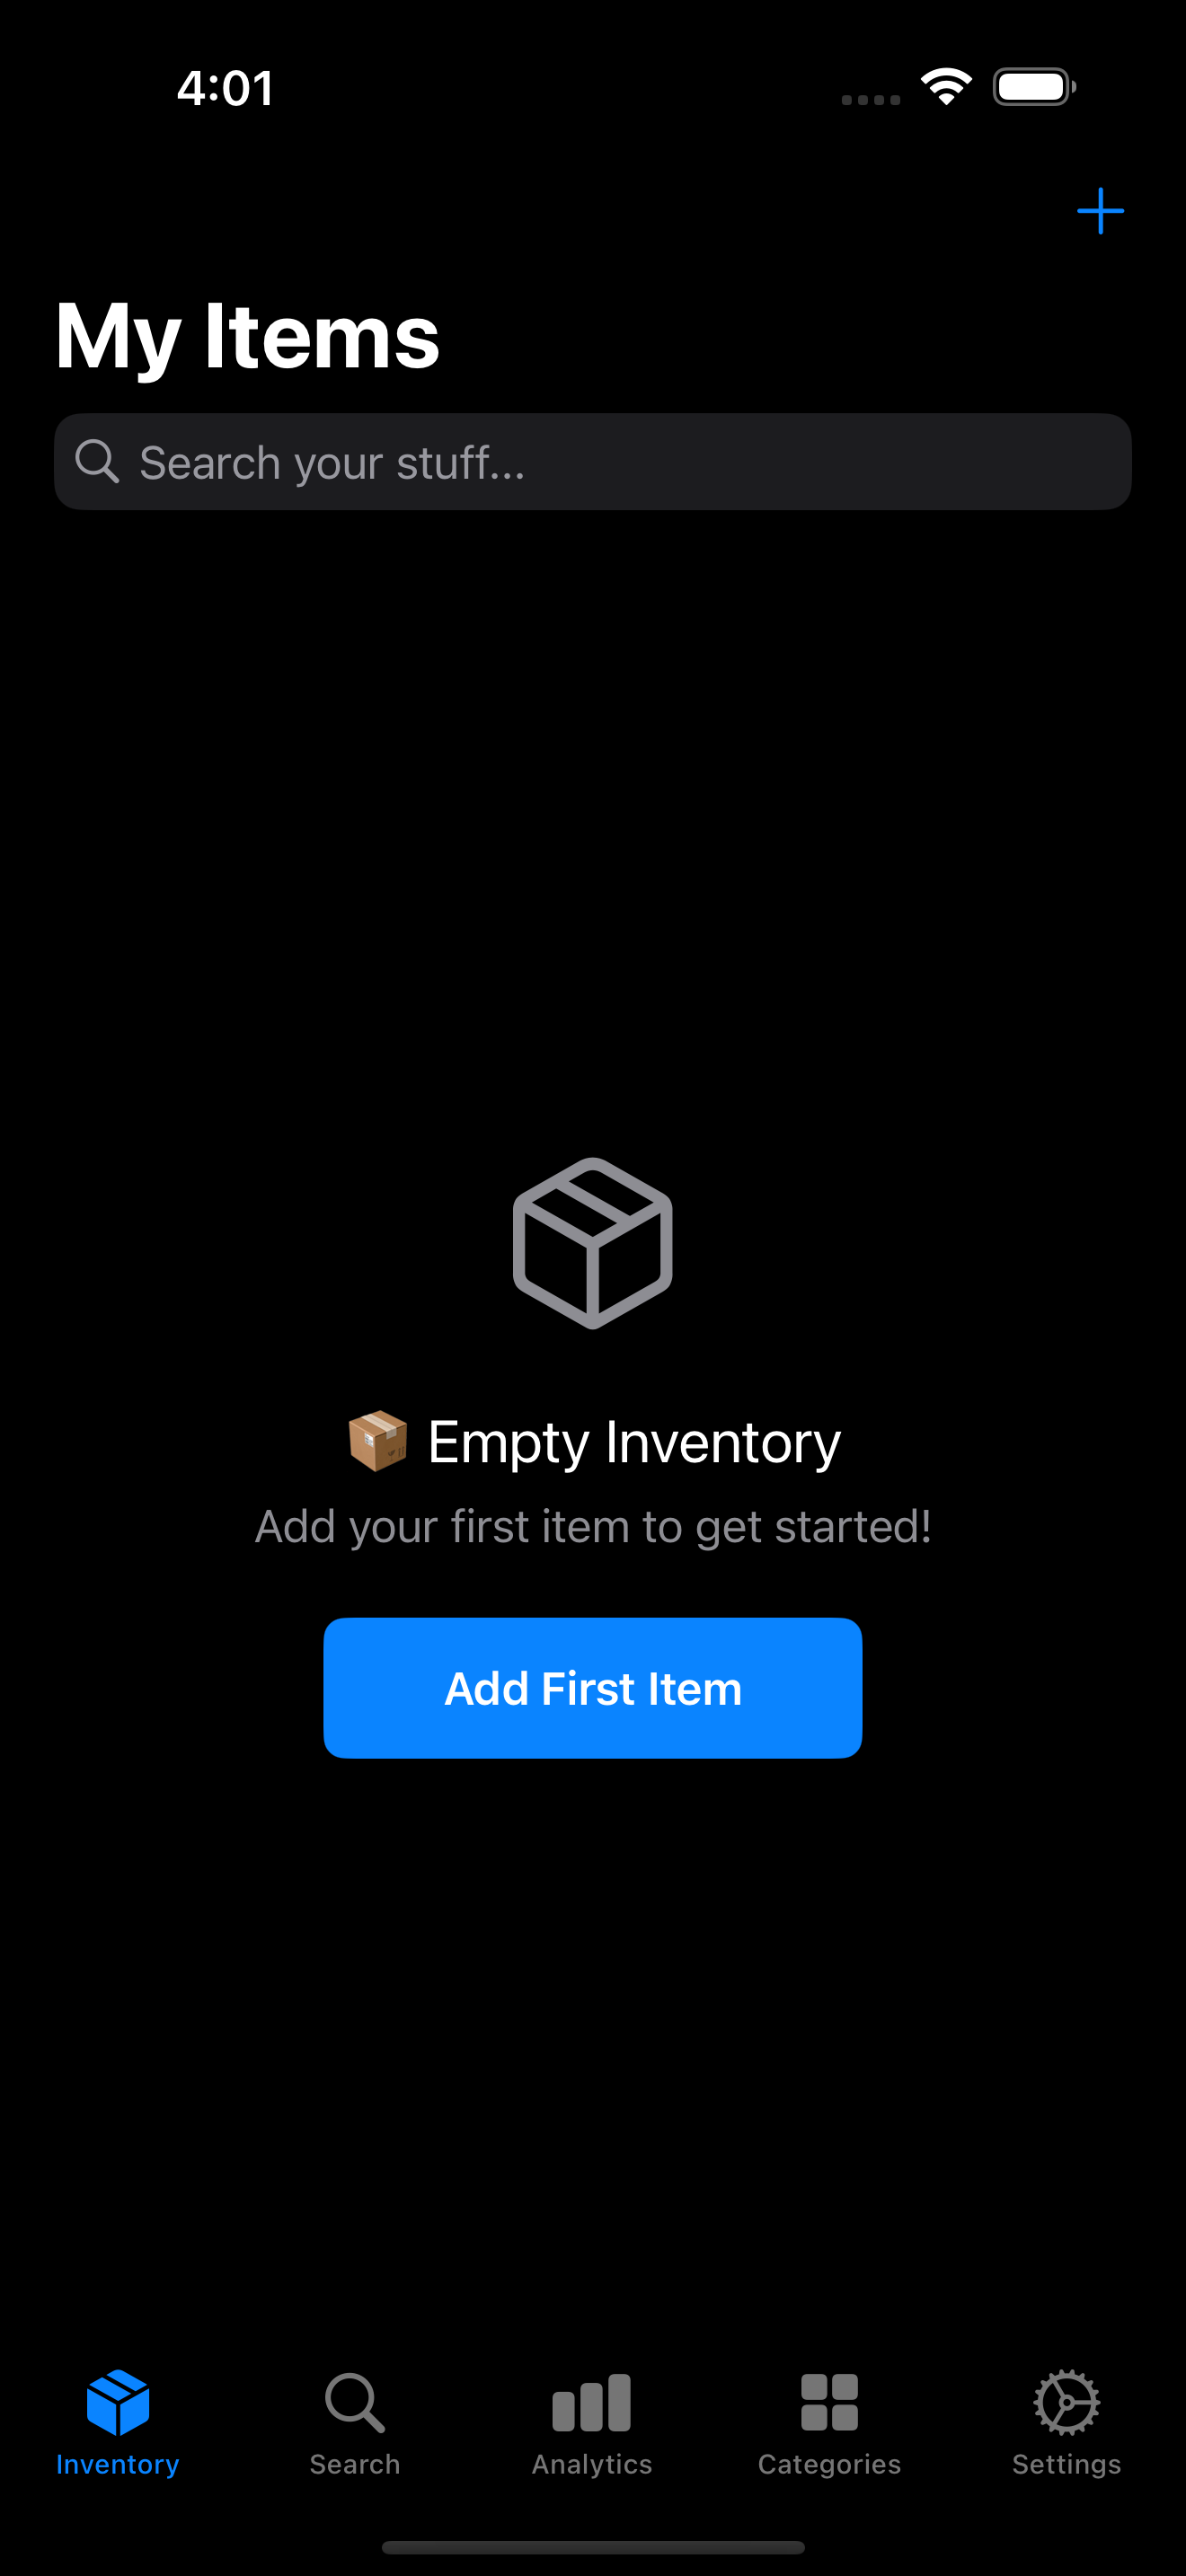 4:01
My Items
Search your stuff...
📦 Empty Inventory
Add your first item to get started!
Add First Item
Inventory
Search
Analytics
Categories
Settings